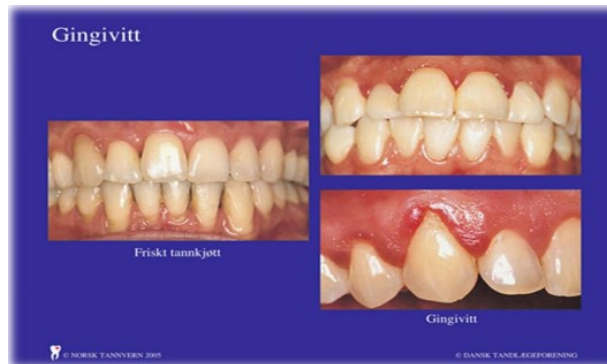 Gingivitt
Friskt tannkjøtt
Gingivitt
© NORSK TANNVERN 2005
© DANSK TANDLÆGEFORENING